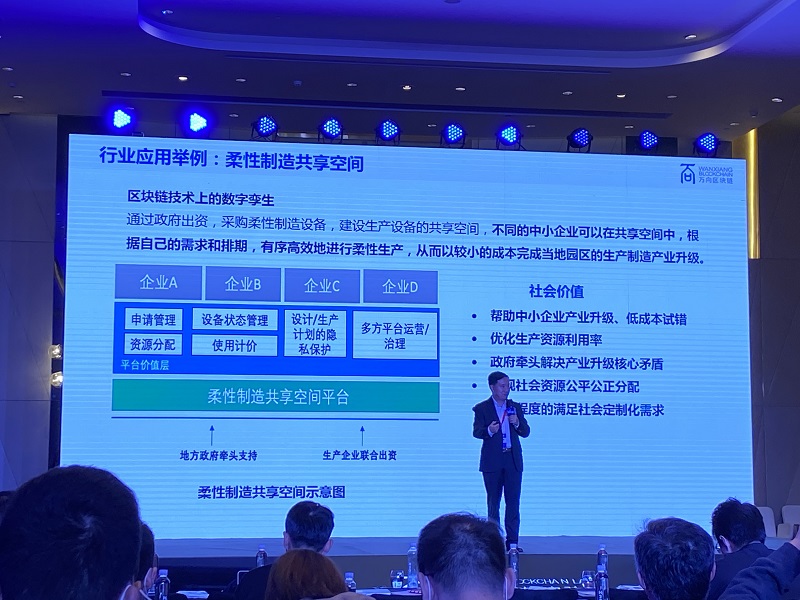 行业应用举例：柔性制造共享空间
WANXIANG
BLOCKCHAIN
万向区块链
区块链技术上的数字孪生
通过政府出资，采购柔性制造设备，建设生产设备的共享空间，不同的中小企业可以在共享空间中，根
据自己的需求和排期，有序高效地进行柔性生产，从而以较小的成本完成当地园区的生产制造产业升级。
企业A
企业B
企业C
企业D
申请管理
设备状态管理
设计/生产
计划的隐
私保护
多方平台运营/
治理
资源分配
使用计价
平台价值层
柔性制造共享空间平台
地方政府牵头支持
生产企业联合出资
柔性制造共享空间示意图
社会价值
• 帮助中小企业产业升级、低成本试错
• 优化生产资源利用率
• 政府牵头解决产业升级核心矛盾
• 社会资源公平公正分配
程度的满足社会定制化需求